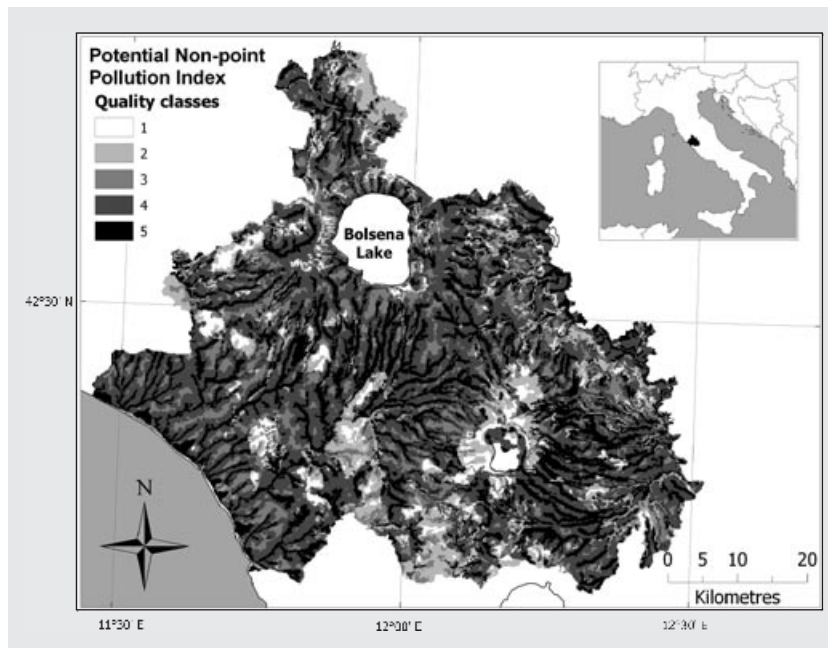 Potential Non-point
Pollution Index
Quality classes
1
2
3
4
5
Bolsena
Lake
42°30' N
N
0 5 10 20
Kilometres
11°30' E
12°00' E
12°30' E